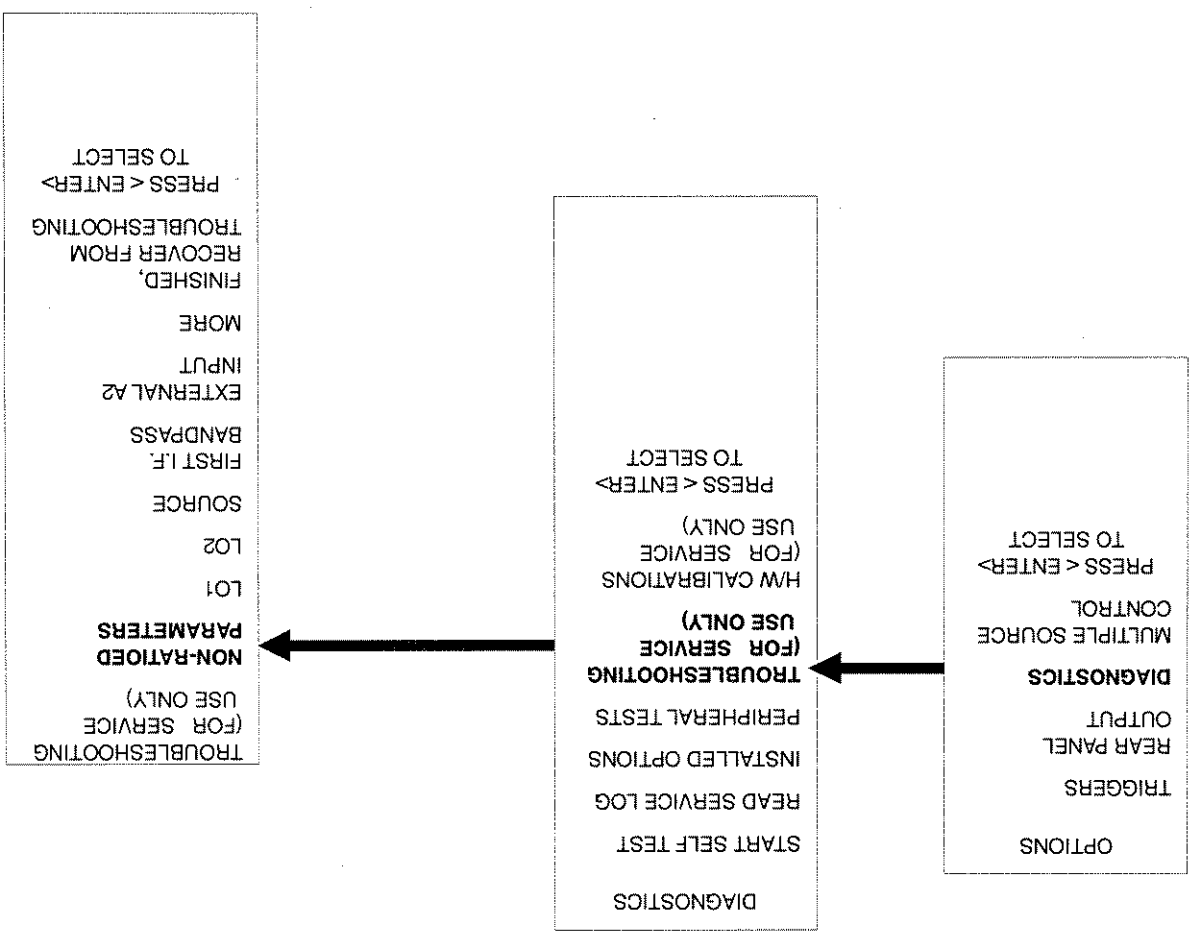 OPTIONS
TRIGGERS
REAR PANEL
OUTPUT
DIAGNOSTICS
MULTIPLE SOURCE
CONTROL
PRESS < ENTER>
TO SELECT
DIAGNOSTICS
START SELF TEST
READ SERVICE LOG
INSTALLED OPTIONS
PERIPHERAL TESTS
TROUBLESHOOTING
(FOR SERVICE
USE ONLY)
H/W CALIBRATIONS
(FOR SERVICE
USE ONLY)
PRESS < ENTER>
TO SELECT
TROUBLESHOOTING
(FOR SERVICE
USE ONLY)
NON-RATIOED
PARAMETERS
LO1
LO2
SOURCE
FIRST I.F.
BANDPASS
EXTERNAL A2
INPUT
MORE
FINISHED,
RECOVER FROM
TROUBLESHOOTING
PRESS < ENTER>
TO SELECT